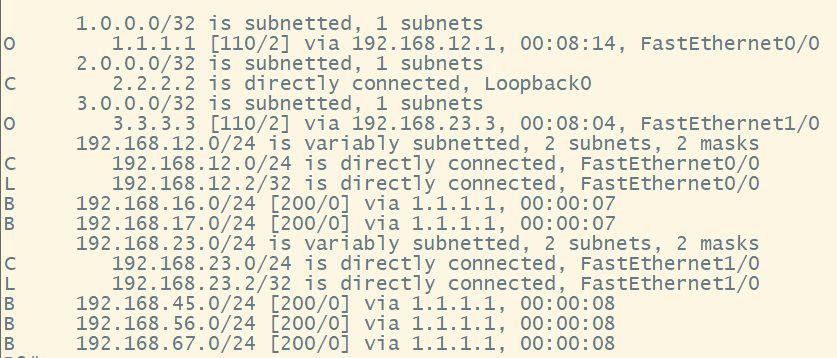 1.0.0.0/32 is subnetted, 1 subnets
O 1.1.1.1 [110/2] via 192.168.12.1, 00:08:14, FastEthernet0/0
2.0.0.0/32 is subnetted, 1 subnets
C 2.2.2.2 is directly connected, Loopback0
3.0.0.0/32 is subnetted, 1 subnets
O 3.3.3.3 [110/2] via 192.168.23.3, 00:08:04, FastEthernet1/0
192.168.12.0/24 is variably subnetted, 2 subnets, 2 masks
C 192.168.12.0/24 is directly connected, FastEthernet0/0
L 192.168.12.2/32 is directly connected, FastEthernet0/0
B 192.168.16.0/24 [200/0] via 1.1.1.1, 00:00:07
B 192.168.17.0/24 [200/0] via 1.1.1.1, 00:00:07
192.168.23.0/24 is variably subnetted, 2 subnets, 2 masks
C 192.168.23.0/24 is directly connected, FastEthernet1/0
L 192.168.23.2/32 is directly connected, FastEthernet1/0
B 192.168.45.0/24 [200/0] via 1.1.1.1, 00:00:08
B 192.168.56.0/24 [200/0] via 1.1.1.1, 00:00:08
B 192.168.67.0/24 [200/0] via 1.1.1.1, 00:00:08